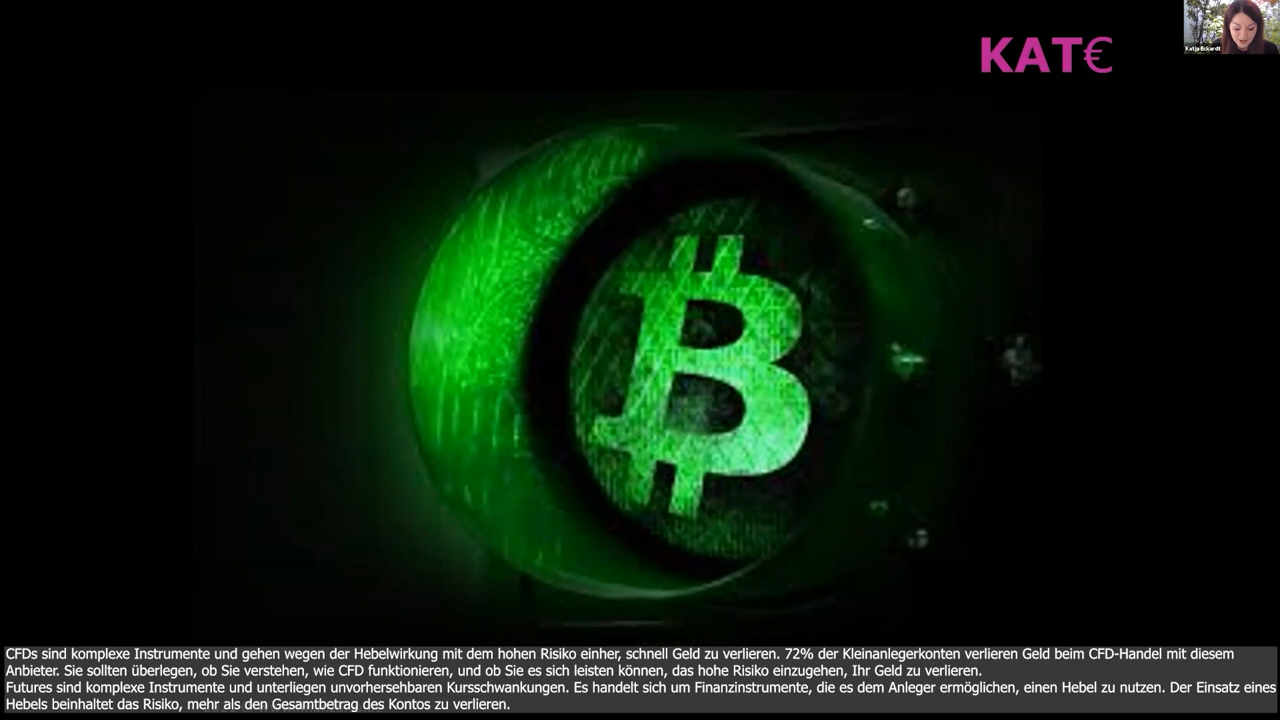 KAT€
Katja Eckardt
CFDs sind komplexe Instrumente und gehen wegen der Hebelwirkung mit dem hohen Risiko einher, schnell Geld zu verlieren. 72% der Kleinanlegerkonten verlieren Geld beim CFD-Handel mit diesem
Anbieter. Sie sollten überlegen, ob Sie verstehen, wie CFD funktionieren, und ob Sie es sich leisten können, das hohe Risiko einzugehen, Ihr Geld zu verlieren.
Futures sind komplexe Instrumente und unterliegen unvorhersehbaren Kursschwankungen. Es handelt sich um Finanzinstrumente, die es dem Anleger ermöglichen, einen Hebel zu nutzen. Der Einsatz eines
Hebels beinhaltet das Risiko, mehr als den Gesamtbetrag des Kontos zu verlieren.